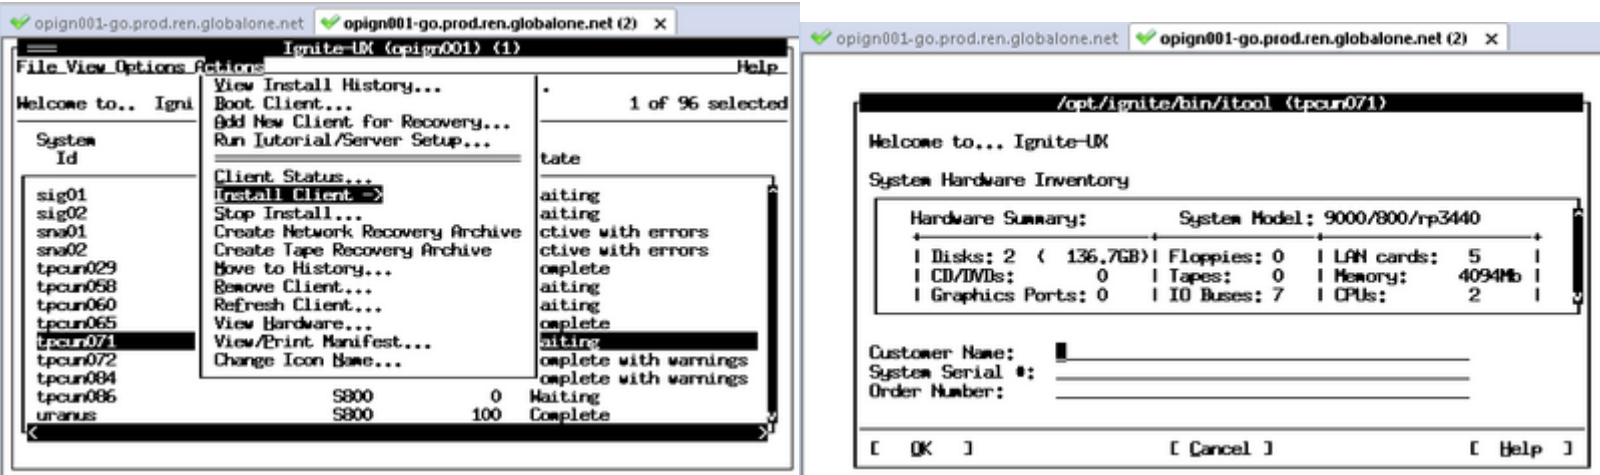 opign001-go.prod.ren.globalone.net opign001-go.prod.ren.globalone.net (2) x
Ignite-UX (opign001) (1)
File View Options Actions Help
Welcome to.. Igni . 1 of 96 selected
System tate
Id
View Install History...
Boot Client...
Add New Client for Recovery...
Run Tutorial/Server Setup...
Client Status...
Install Client ->
Stop Install...
Create Network Recovery Archive
Create Tape Recovery Archive
Move to History...
Remove Client...
Refresh Client...
View Hardware...
View/Print Manifest...
Change Icon Name...
sig01 aiting
sig02 aiting
sna01 ctive with errors
sna02 ctive with errors
tpcun029 omplete
tpcun058 aiting
tpcun060 aiting
tpcun065 omplete
tpcun071 aiting
tpcun072 omplete with warnings
tpcun084 omplete with warnings
tpcun086 S800 0 Waiting
uranus S800 100 Complete
opign001-go.prod.ren.globalone.net opign001-go.prod.ren.globalone.net (2) x
/opt/ignite/bin/itool (tpcun071)
Welcome to... Ignite-UX
System Hardware Inventory
Hardware Summary: System Model: 9000/800/rp3440
| Disks: 2 ( 136.7GB)| Floppies: 0 | LAN cards: 5 |
| CD/DVDs: 0 | Tapes: 0 | Memory: 4094Mb |
| Graphics Ports: 0 | IO Buses: 7 | CPUs: 2 |
Customer Name:
System Serial #:
Order Number:
[ OK ] [ Cancel ] [ Help ]